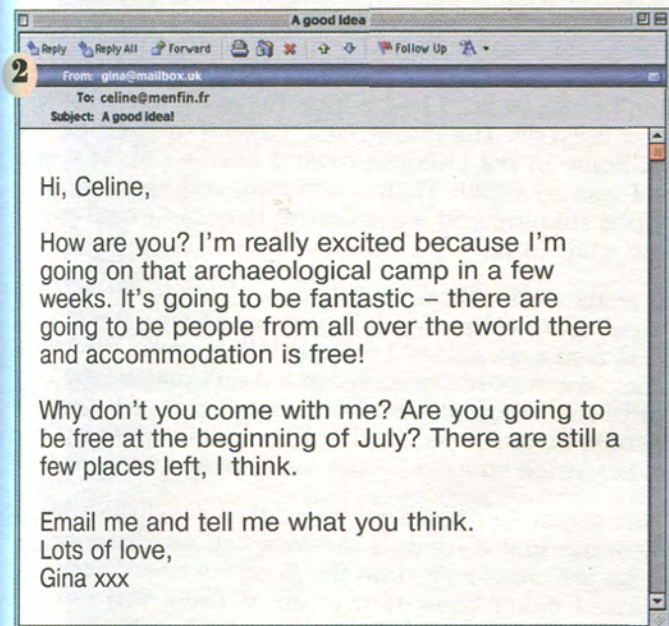 A good idea
Reply Reply All Forward Follow Up
2
From: gina@mailbox.uk
To: celine@menfin.fr
Subject: A good idea!
Hi, Celine,
How are you? I'm really excited because I'm
going on that archaeological camp in a few
weeks. It's going to be fantastic – there are
going to be people from all over the world there
and accommodation is free!
Why don't you come with me? Are you going to
be free at the beginning of July? There are still a
few places left, I think.
Email me and tell me what you think.
Lots of love,
Gina xxx